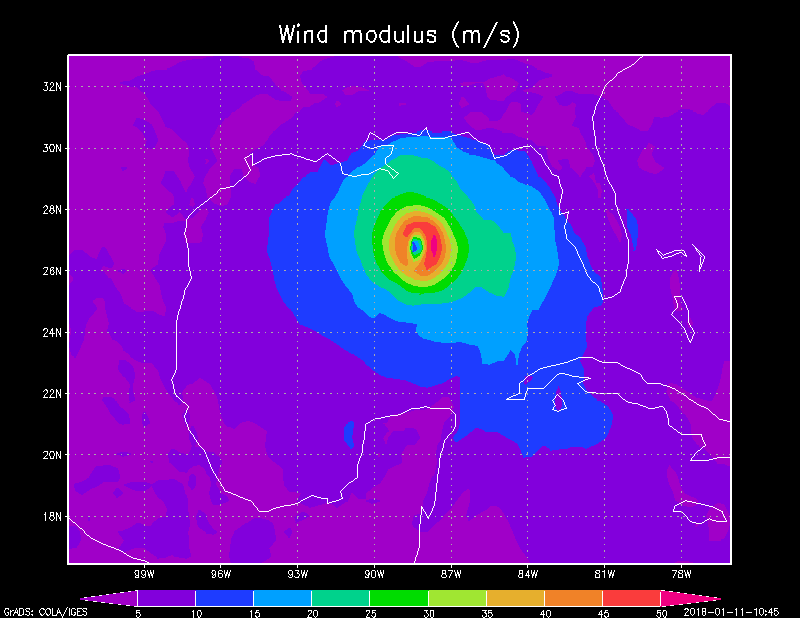 Wind modulus (m/s)
32N
30N
28N
26N
24N
22N
20N
18N
99W 96W 93W 90W 87W 84W 81W 78W
5 10 15 20 25 30 35 40 45 50
GrADS: COLA/IGES 2018-01-11-10:45